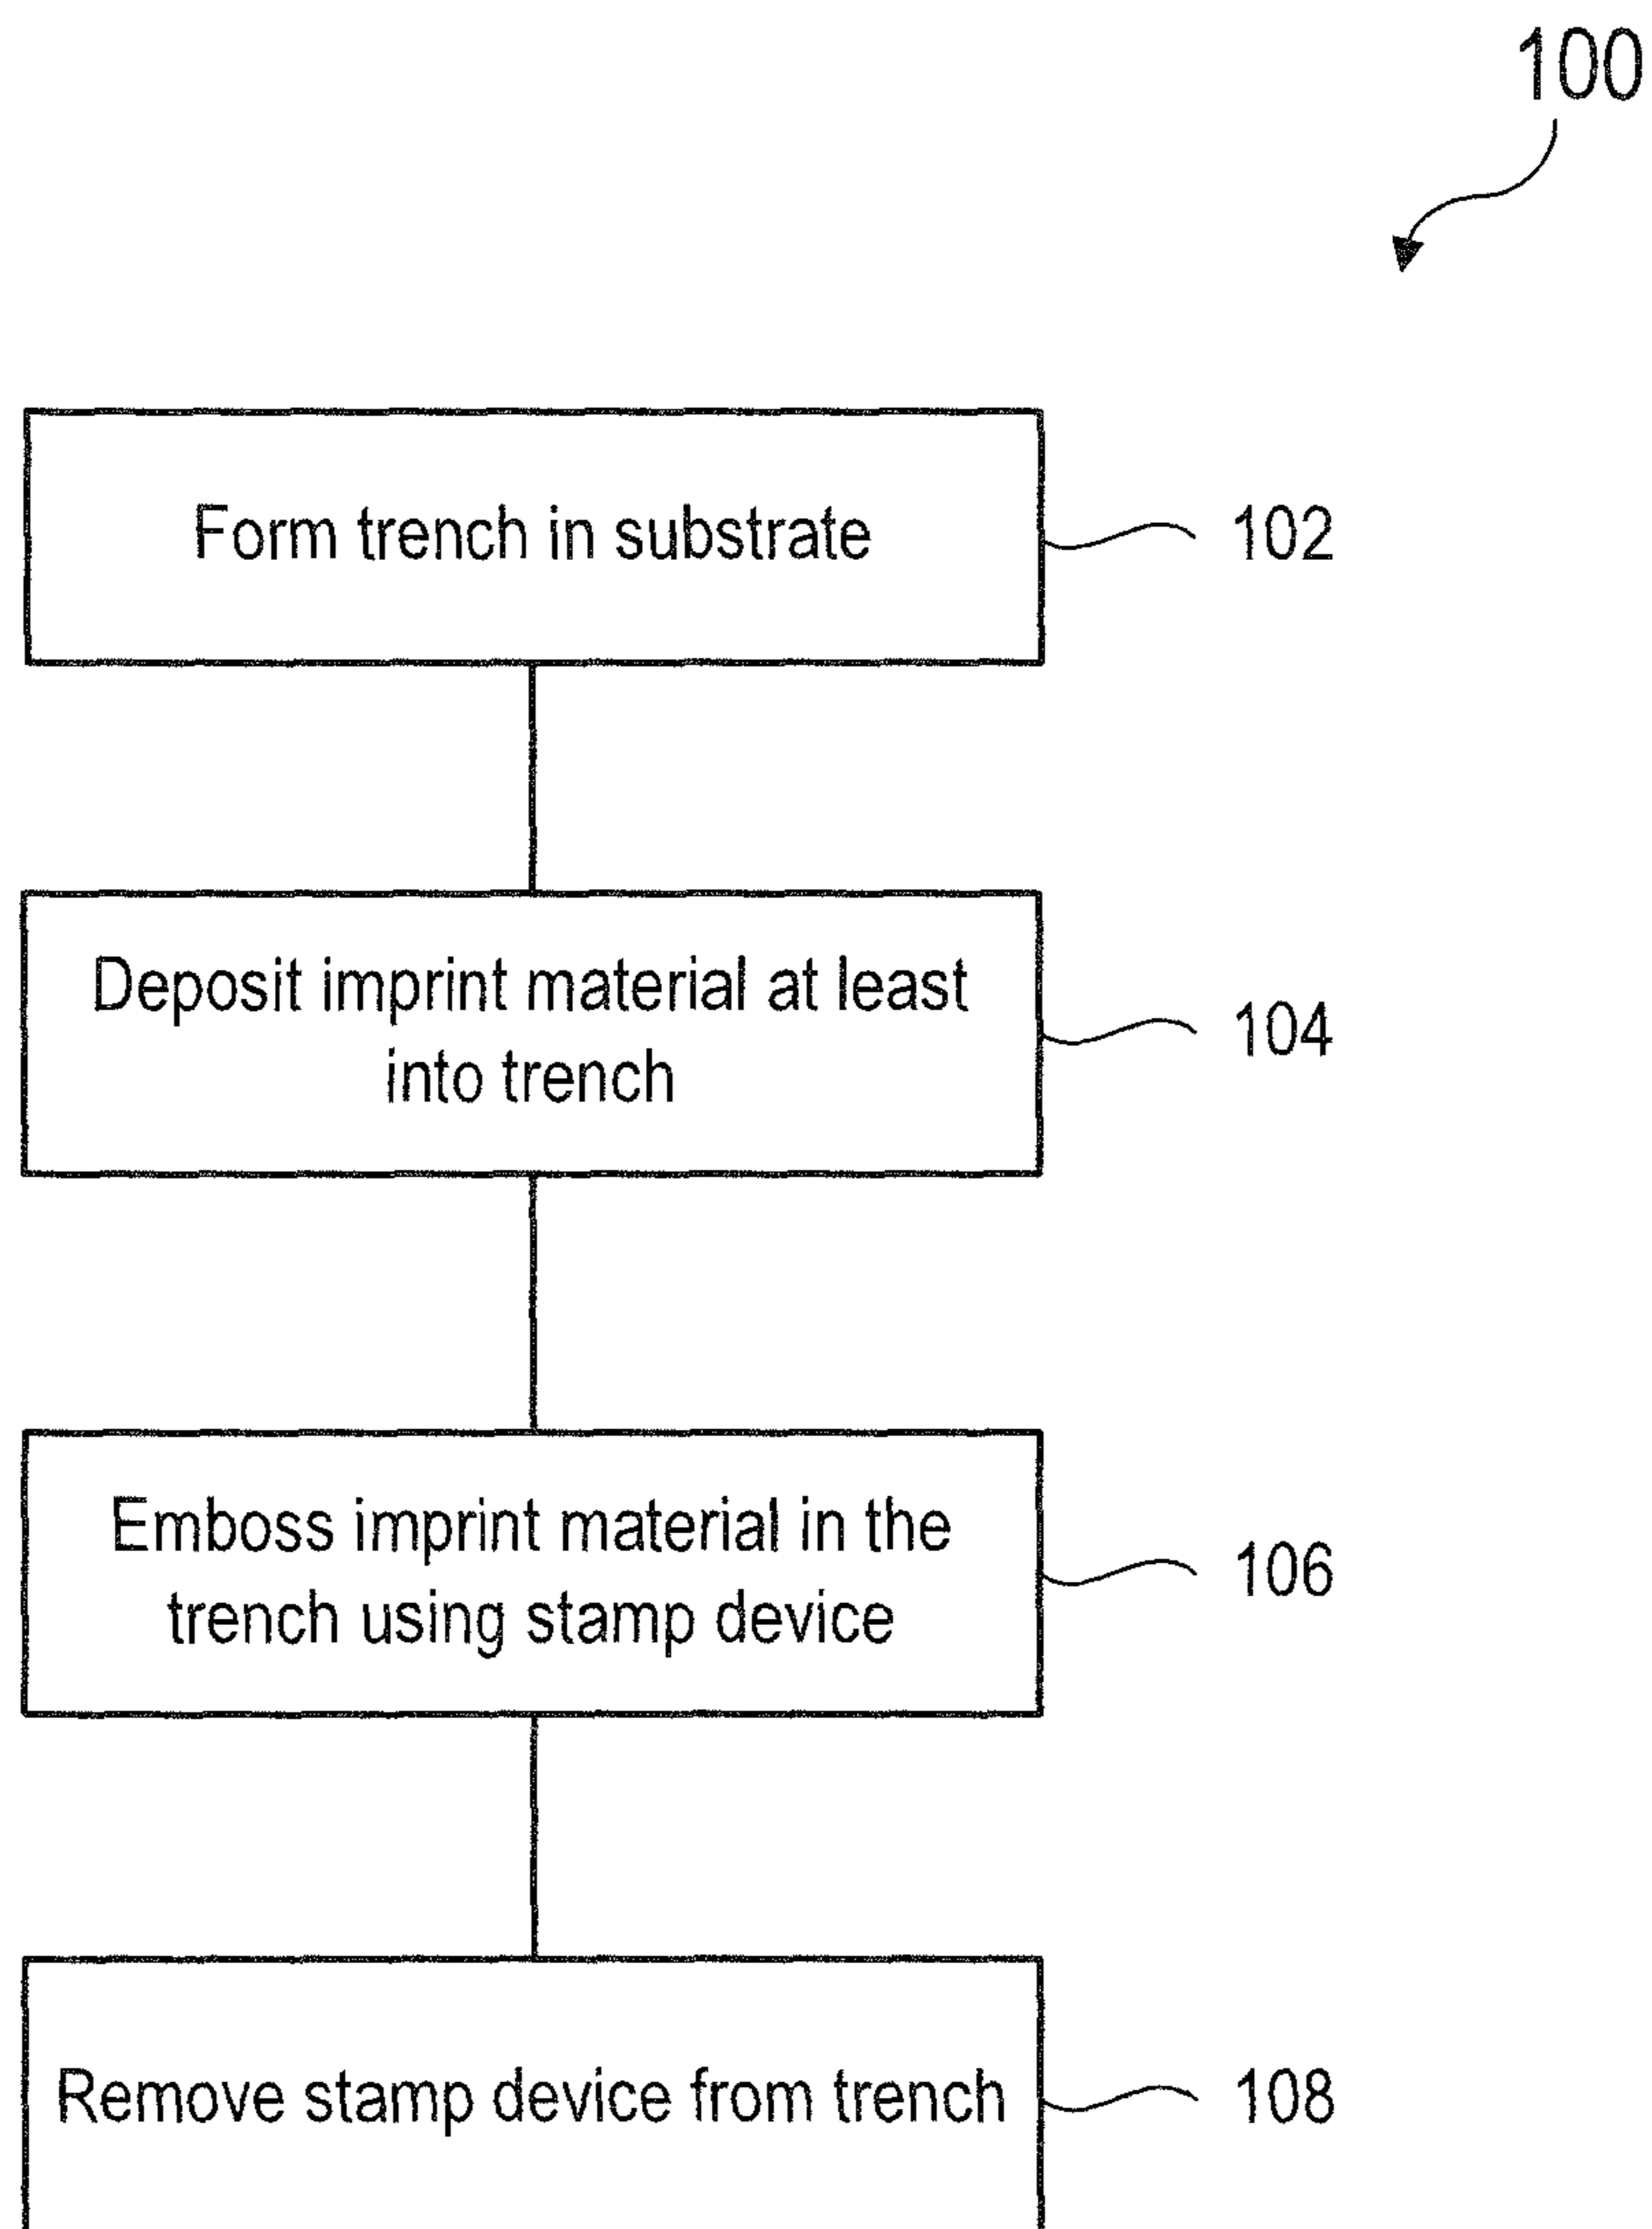 100
Form trench in substrate
102
Deposit imprint material at least
into trench
104
Emboss imprint material in the
trench using stamp device
106
Remove stamp device from trench
108